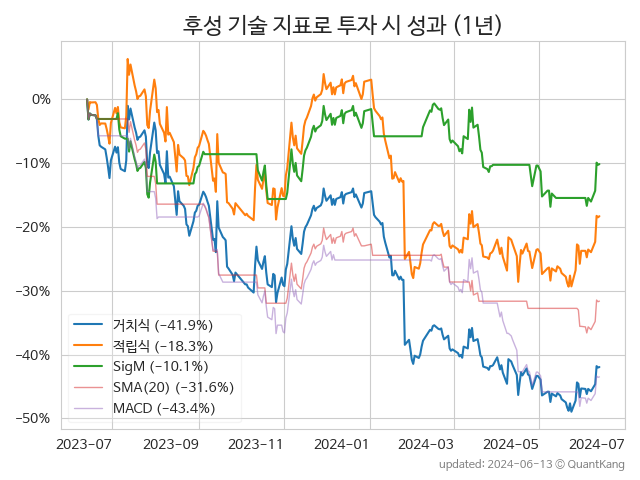 후성 기술 지표로 투자 시 성과 (1년)
0%
−10%
−20%
−30%
−40%
−50%
거치식 (−41.9%)
적립식 (−18.3%)
SigM (−10.1%)
SMA(20) (−31.6%)
MACD (−43.4%)
2023-07 2023-09 2023-11 2024-01 2024-03 2024-05 2024-07
updated: 2024-06-13 © QuantKang